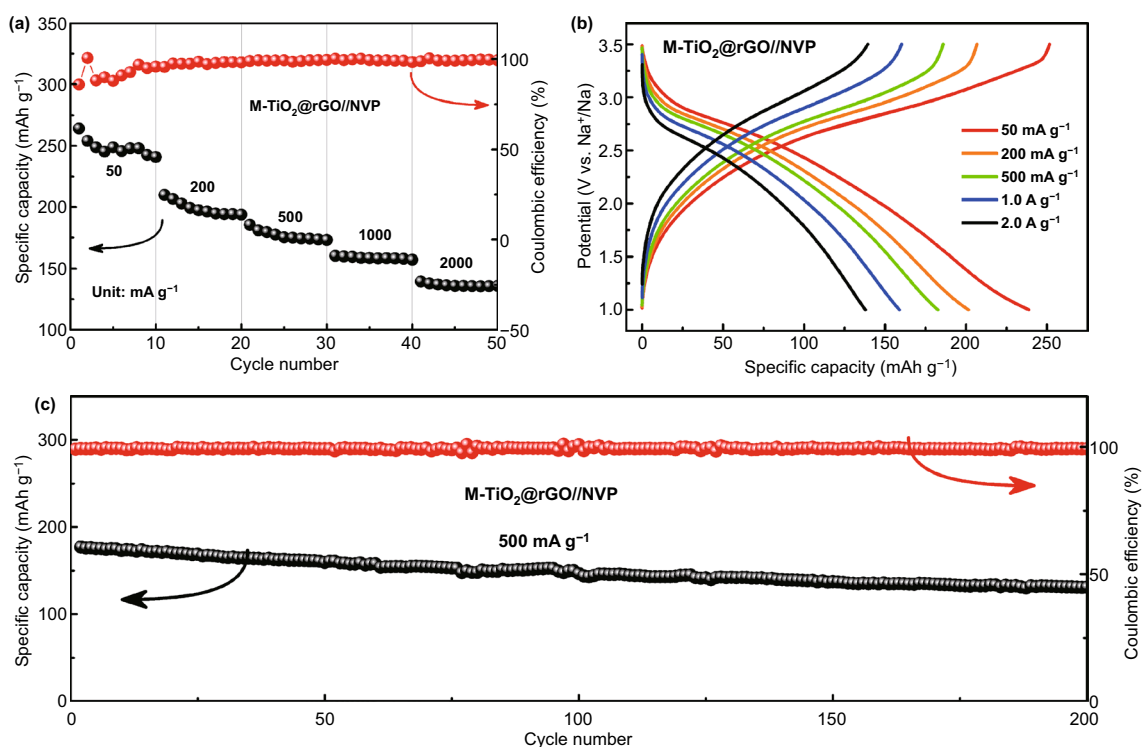 (a)
350
300
250
200
150
100
Specific capacity (mAh g⁻¹)
M-TiO₂@rGO//NVP
50
200
500
1000
2000
Unit: mA g⁻¹
0
10
20
30
40
50
Cycle number
100
50
0
−50
Coulombic efficiency (%)
(b)
M-TiO₂@rGO//NVP
3.5
3.0
2.5
2.0
1.5
1.0
Potential (V vs. Na⁺/Na)
50 mA g⁻¹
200 mA g⁻¹
500 mA g⁻¹
1.0 A g⁻¹
2.0 A g⁻¹
0
50
100
150
200
250
Specific capacity (mAh g⁻¹)
(c)
300
200
150
100
0
Specific capacity (mAh g⁻¹)
M-TiO₂@rGO//NVP
500 mA g⁻¹
100
50
0
Coulombic efficiency (%)
0
50
100
150
200
Cycle number